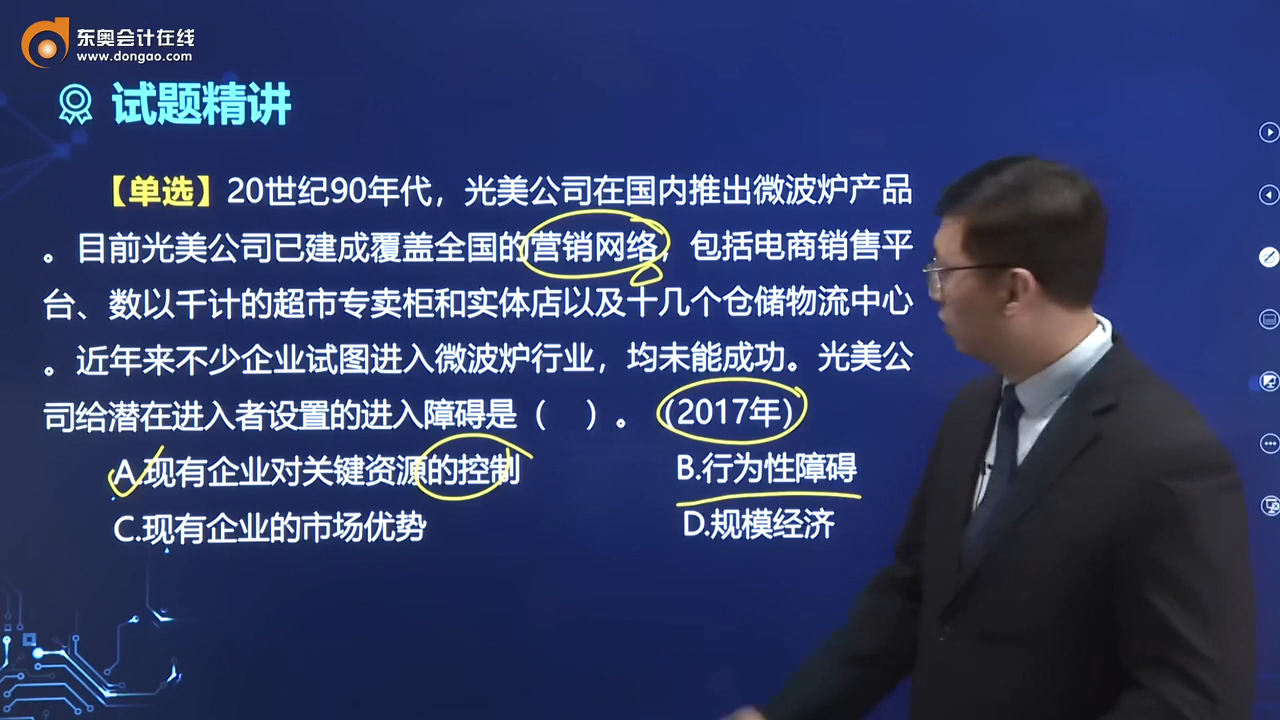 东奥会计在线
www.dongao.com
试题精讲
【单选】20世纪90年代，光美公司在国内推出微波炉产品
。目前光美公司已建成覆盖全国的营销网络，包括电商销售平
台、数以千计的超市专卖柜和实体店以及十几个仓储物流中心
。近年来不少企业试图进入微波炉行业，均未能成功。光美公
司给潜在进入者设置的进入障碍是（ ）。（2017年）
A.现有企业对关键资源的控制 B.行为性障碍
C.现有企业的市场优势 D.规模经济